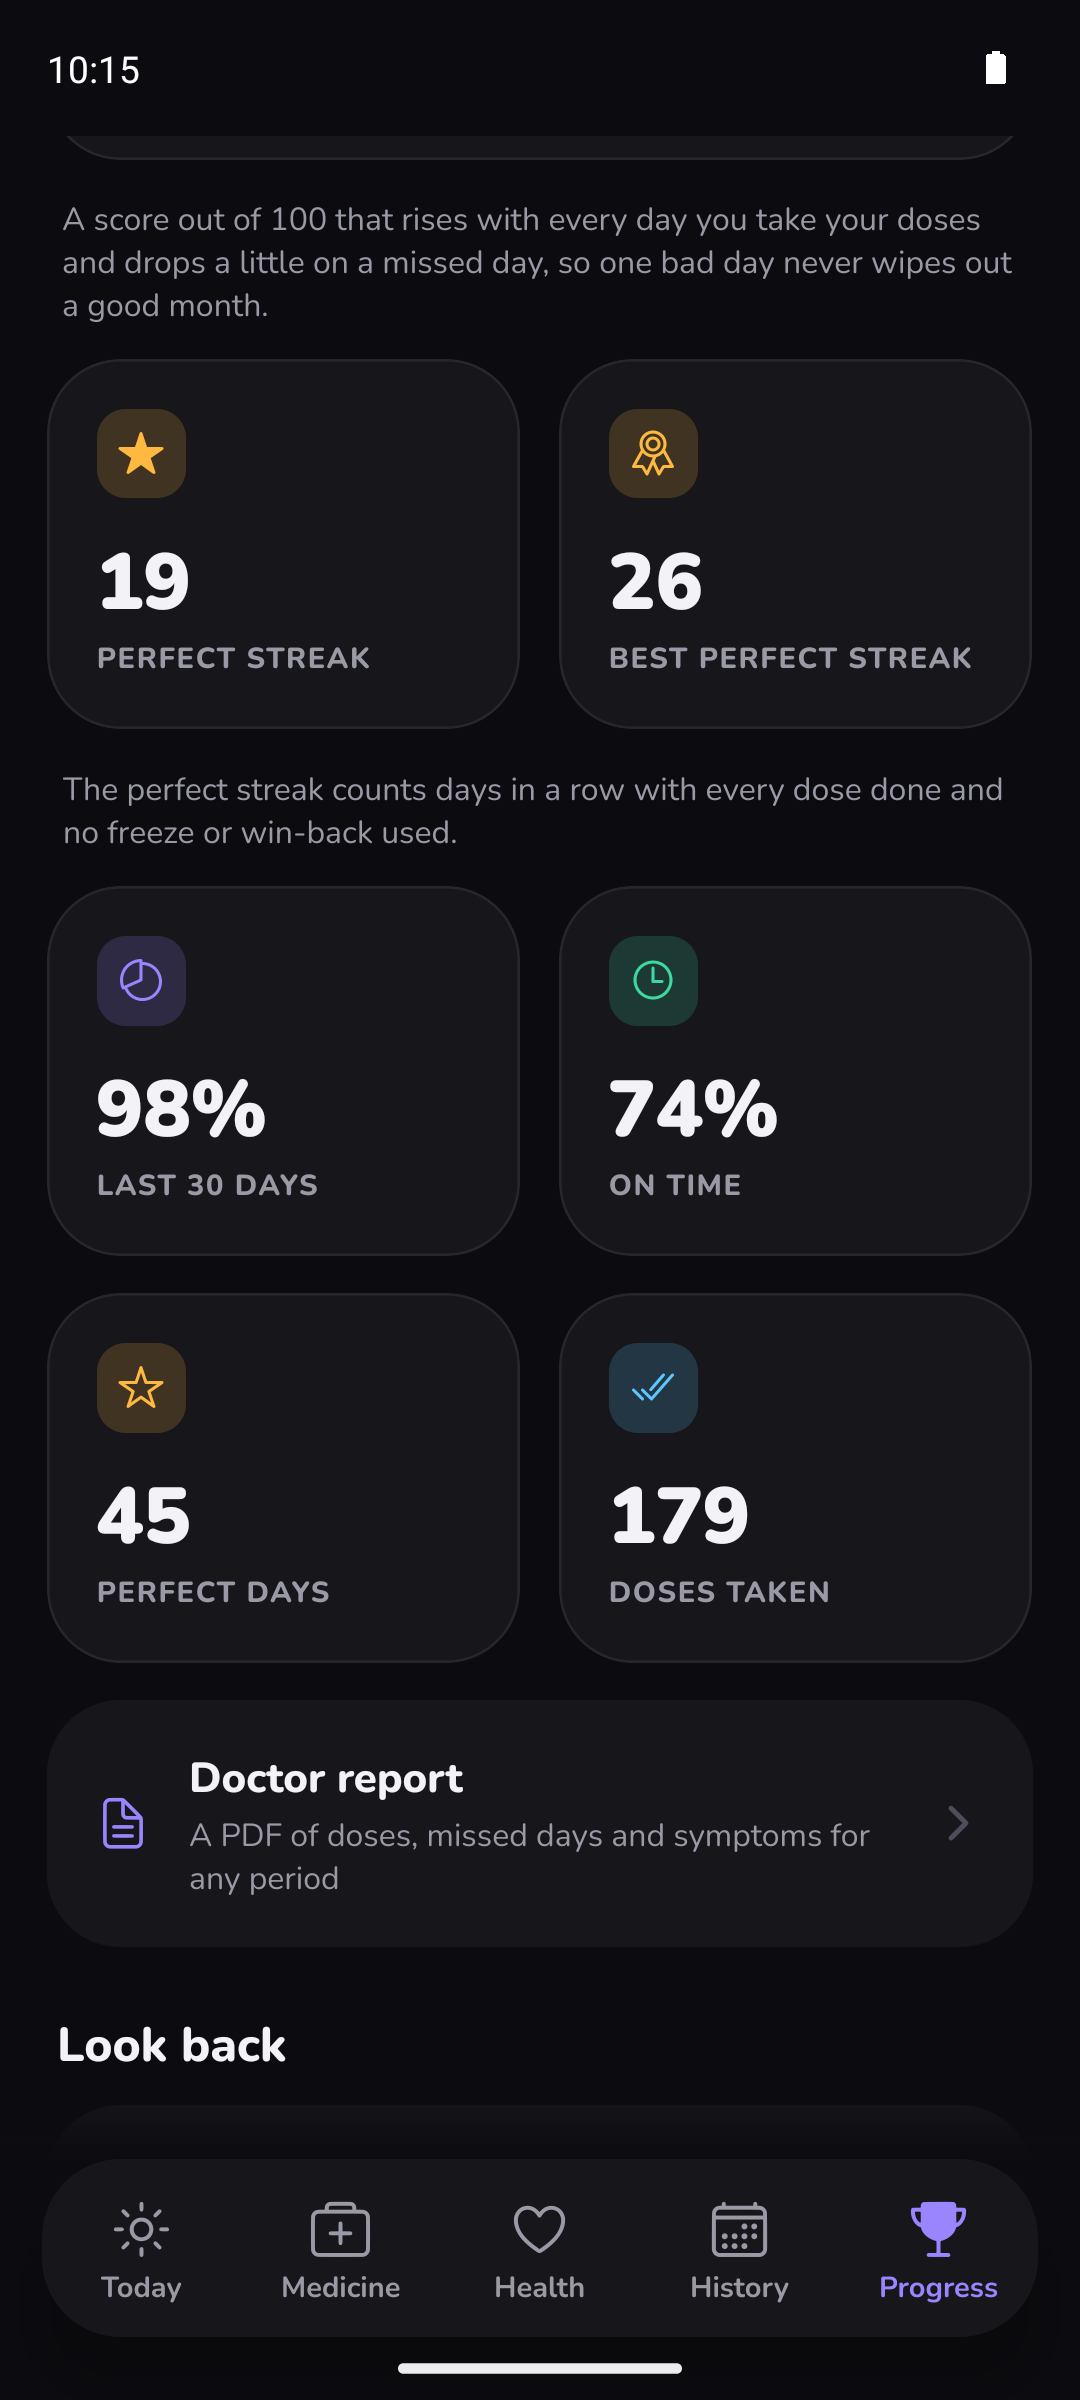 10:15
A score out of 100 that rises with every day you take your doses
and drops a little on a missed day, so one bad day never wipes out
a good month.
19
PERFECT STREAK
26
BEST PERFECT STREAK
The perfect streak counts days in a row with every dose done and
no freeze or win-back used.
98%
LAST 30 DAYS
74%
ON TIME
45
PERFECT DAYS
179
DOSES TAKEN
Doctor report
A PDF of doses, missed days and symptoms for
any period
Look back
Today
Medicine
Health
History
Progress